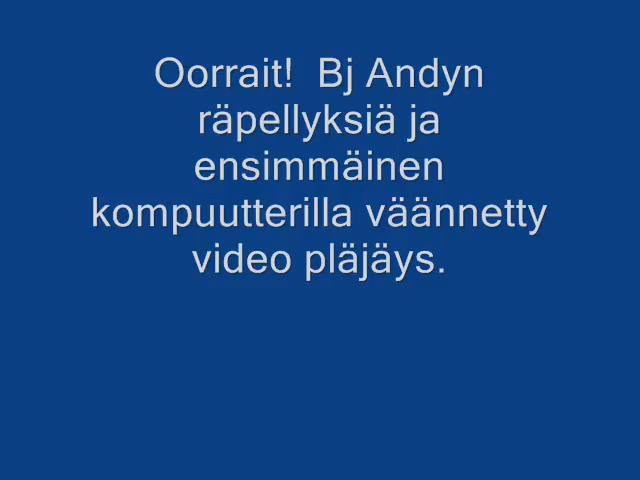 Oorrait!  Bj Andyn
räpellyksiä ja
ensimmäinen
kompuutterilla väännetty
video pläjäys.